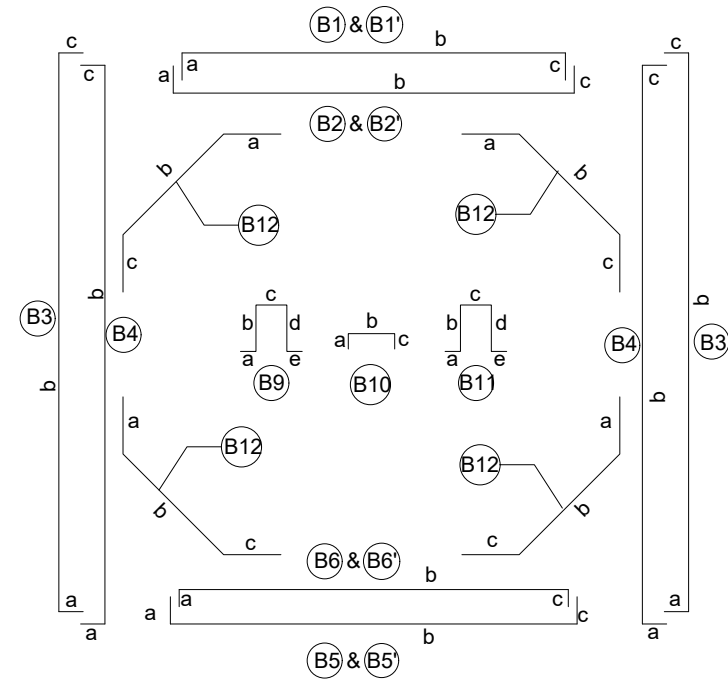 B1 & B1'
c b c
a a c
c b c
a b c
B2 & B2'
a a
b b
B12 B12
c c
b c b
b d a c b d
B3 B4 a e B10 a e B4 B3
B9 B11
b b
a a
B12 B12
b b
c c
B6 & B6'
b
a a a c c a
a b a
B5 & B5'